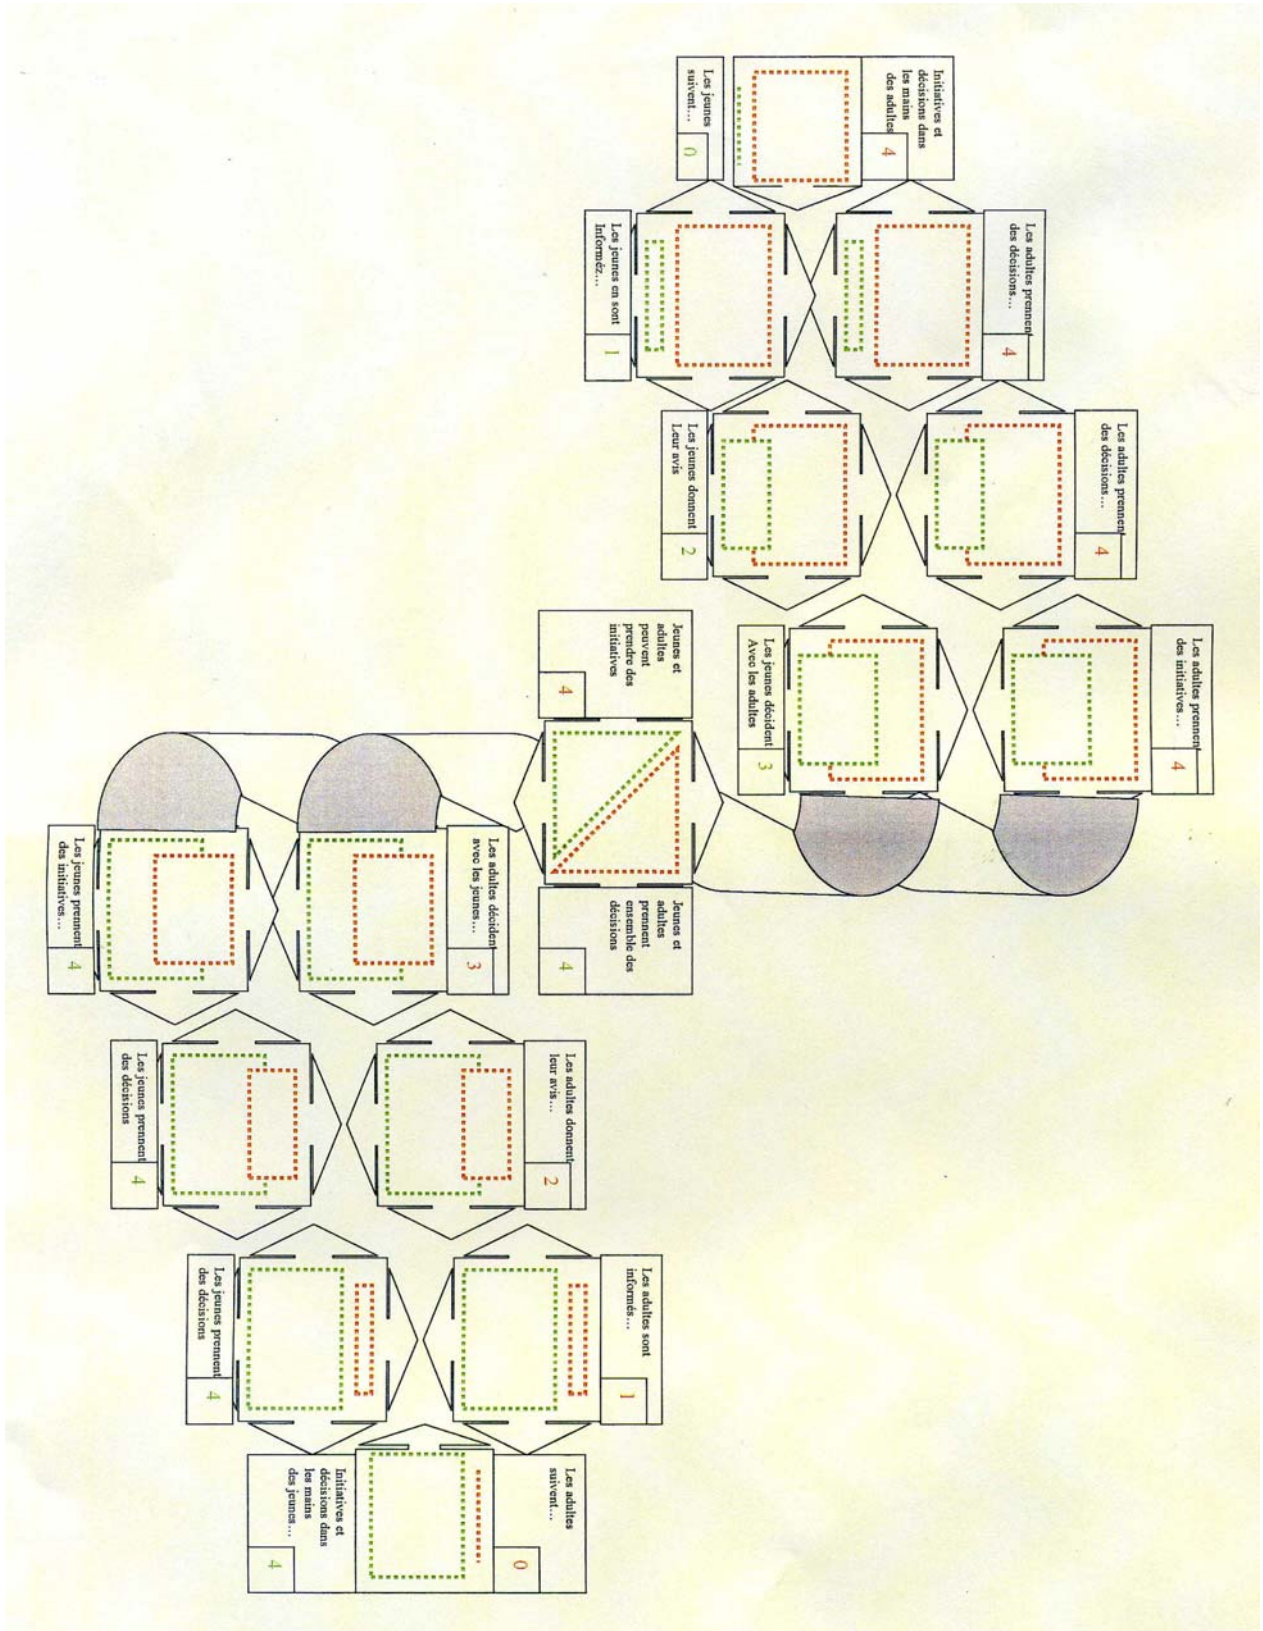 Initiatives et
décisions dans
les mains
des adultes
4
Les jeunes
suivent…
0
Les adultes prennent
des décisions…
4
Les jeunes en sont
Informéz…
1
Les adultes prennent
des décisions…
4
Les jeunes donnent
Leur avis
2
Les adultes prennent
des initiatives…
4
Les jeunes décident
Avec les adultes
3
Jeunes et
adultes
peuvent
prendre des
initiatives
4
Jeunes et
adultes
prennent
ensemble des
décisions
4
Les adultes décident
avec les jeunes…
3
Les jeunes prennent
des initiatives…
4
Les adultes donnent
leur avis…
2
Les jeunes prennent
des décisions
4
Les adultes sont
informés…
1
Les jeunes prennent
des décisions
4
Les adultes
suivent…
0
Initiatives et
décisions dans
les mains
des jeunes…
4